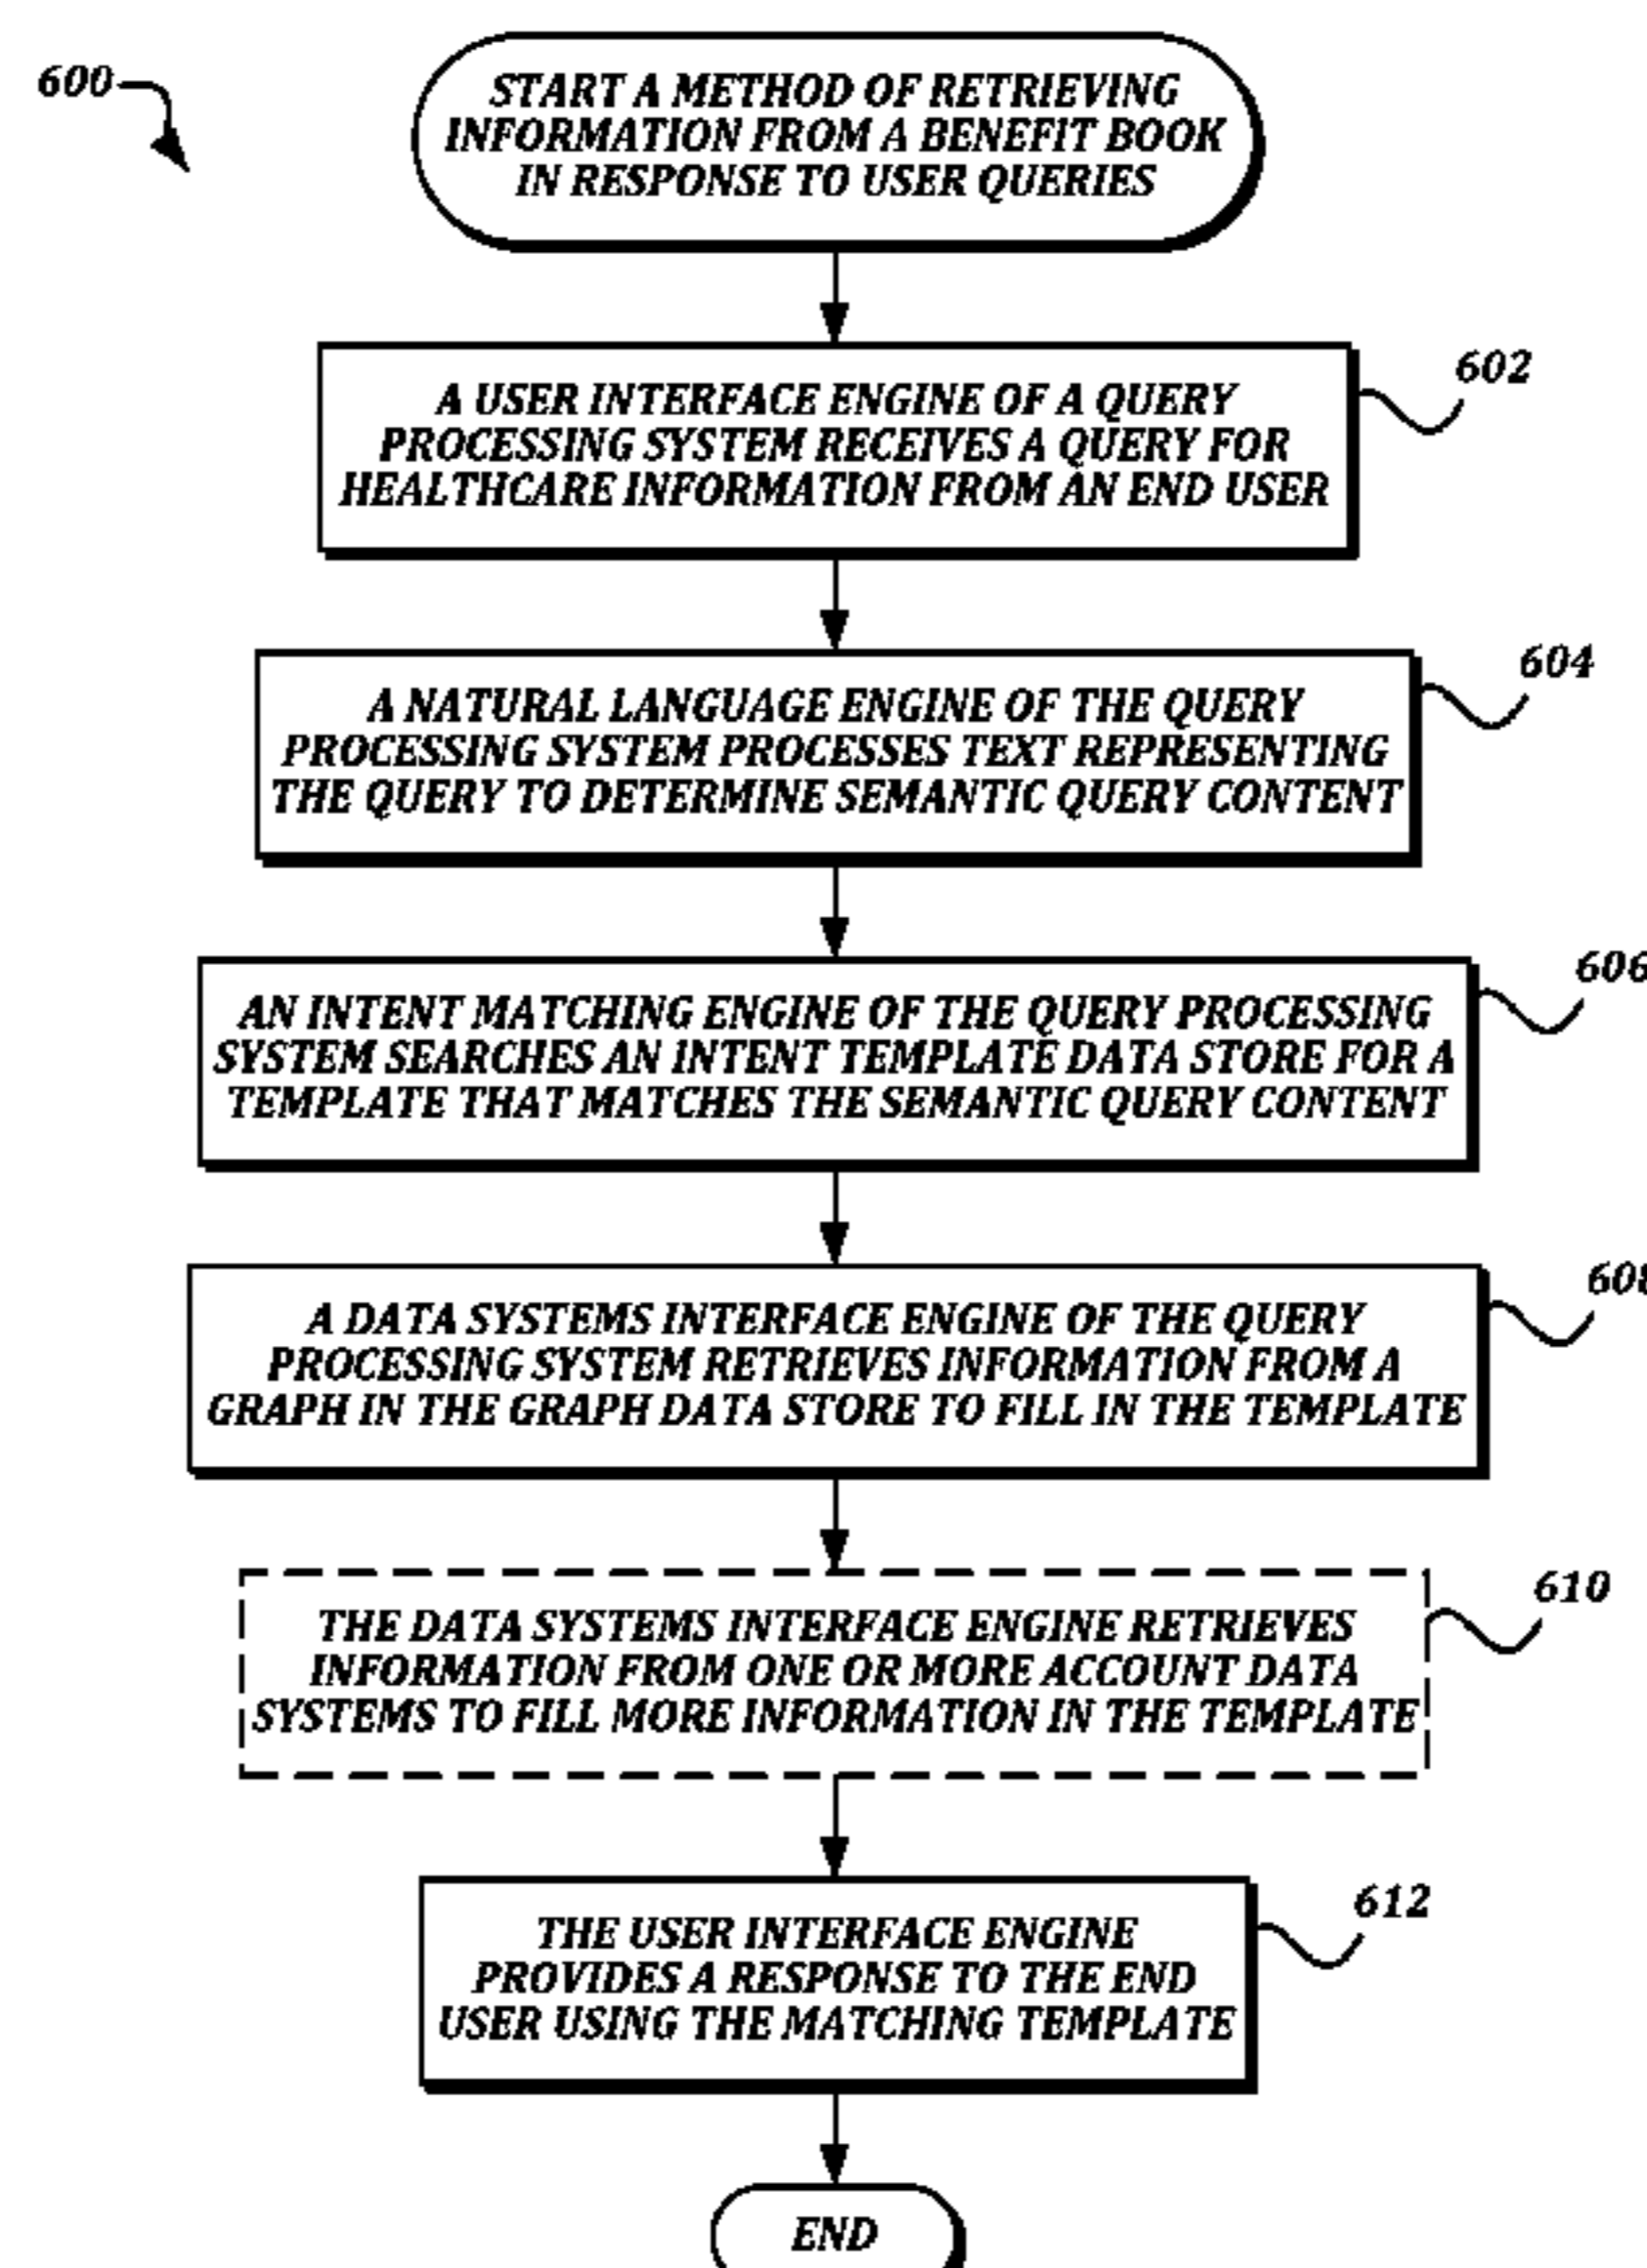 600
START A METHOD OF RETRIEVING
INFORMATION FROM A BENEFIT BOOK
IN RESPONSE TO USER QUERIES
602
A USER INTERFACE ENGINE OF A QUERY
PROCESSING SYSTEM RECEIVES A QUERY FOR
HEALTHCARE INFORMATION FROM AN END USER
604
A NATURAL LANGUAGE ENGINE OF THE QUERY
PROCESSING SYSTEM PROCESSES TEXT REPRESENTING
THE QUERY TO DETERMINE SEMANTIC QUERY CONTENT
606
AN INTENT MATCHING ENGINE OF THE QUERY PROCESSING
SYSTEM SEARCHES AN INTENT TEMPLATE DATA STORE FOR A
TEMPLATE THAT MATCHES THE SEMANTIC QUERY CONTENT
608
A DATA SYSTEMS INTERFACE ENGINE OF THE QUERY
PROCESSING SYSTEM RETRIEVES INFORMATION FROM A
GRAPH IN THE GRAPH DATA STORE TO FILL IN THE TEMPLATE
610
THE DATA SYSTEMS INTERFACE ENGINE RETRIEVES
INFORMATION FROM ONE OR MORE ACCOUNT DATA
SYSTEMS TO FILL MORE INFORMATION IN THE TEMPLATE
612
THE USER INTERFACE ENGINE
PROVIDES A RESPONSE TO THE END
USER USING THE MATCHING TEMPLATE
END